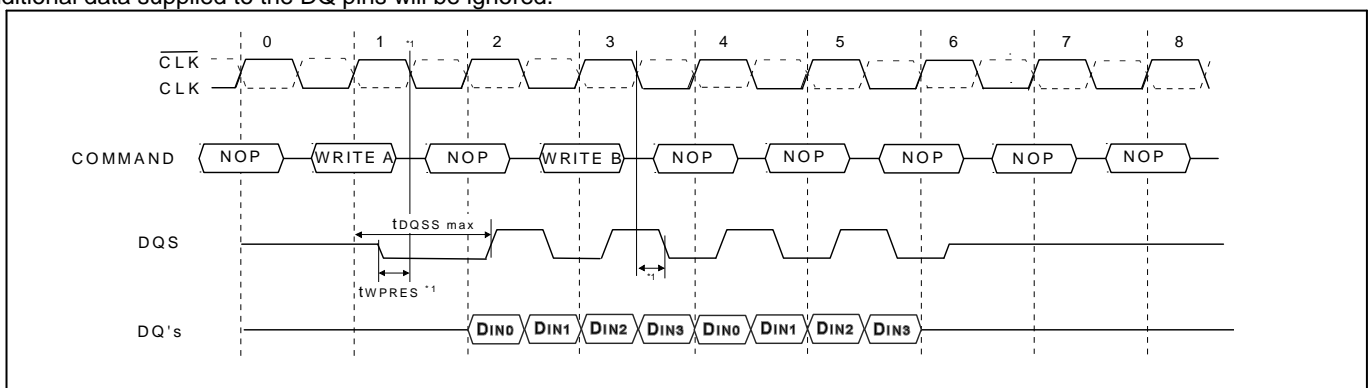 ditional data supplied to the DQ pins will be ignored.
0 1 *1 2 3 4 5 6 7 8
CLK
CLK
COMMAND NOP WRITE A NOP WRITE B NOP NOP NOP NOP NOP
tDQSS max
DQS
*1
tWPRES *1
DQ's DIN0 DIN1 DIN2 DIN3 DIN0 DIN1 DIN2 DIN3